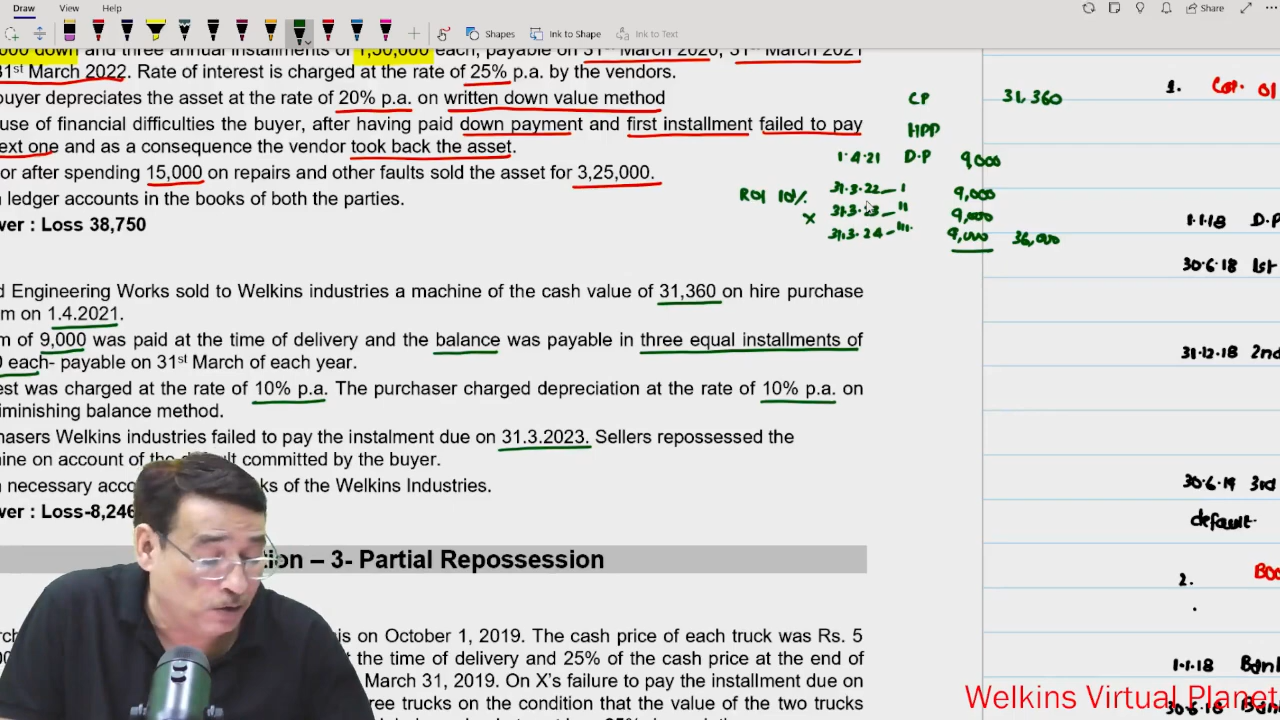 Draw View Help
Share
Shapes Ink to Shape Ink to Text
000 down and three annual installments of 1,50,000 each, payable on 31st March 2020, 31st March 2021
31st March 2022. Rate of interest is charged at the rate of 25% p.a. by the vendors.
buyer depreciates the asset at the rate of 20% p.a. on written down value method
use of financial difficulties the buyer, after having paid down payment and first installment failed to pay
ext one and as a consequence the vendor took back the asset.
or after spending 15,000 on repairs and other faults sold the asset for 3,25,000.
n ledger accounts in the books of both the parties.
wer : Loss 38,750
CP 31,360
HPP
1.4.21 D.P 9,000
ROI 10% 31.3.22 – I 9,000
X 31.3.23 – II 9,000
31.3.24 – III. 9,000 36,000
d Engineering Works sold to Welkins industries a machine of the cash value of 31,360 on hire purchase
m on 1.4.2021.
m of 9,000 was paid at the time of delivery and the balance was payable in three equal installments of
0 each- payable on 31st March of each year.
est was charged at the rate of 10% p.a. The purchaser charged depreciation at the rate of 10% p.a. on
iminishing balance method.
hasers Welkins industries failed to pay the instalment due on 31.3.2023. Sellers repossessed the
hine on account of the committed by the buyer.
n necessary acco ks of the Welkins Industries.
wer : Loss-8,246
tion – 3- Partial Repossession
is on October 1, 2019. The cash price of each truck was Rs. 5
the time of delivery and 25% of the cash price at the end of
March 31, 2019. On X's failure to pay the installment due on
ree trucks on the condition that the value of the two trucks
1.
1.1.18 D.P
30.6.18 1st
31.12.18 2nd
30.6.19 3rd
default.
2. Boo
1.1.18 Bank
30.6.18 Bank
Welkins Virtual Planet